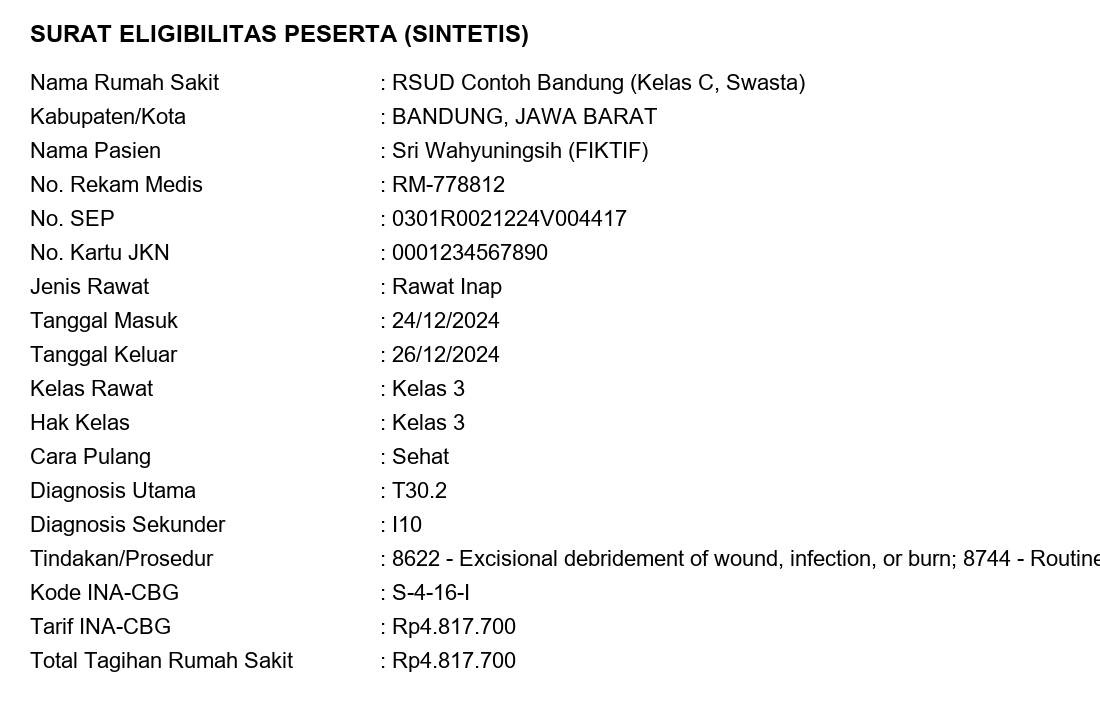 SURAT ELIGIBILITAS PESERTA (SINTETIS)
Nama Rumah Sakit : RSUD Contoh Bandung (Kelas C, Swasta)
Kabupaten/Kota : BANDUNG, JAWA BARAT
Nama Pasien : Sri Wahyuningsih (FIKTIF)
No. Rekam Medis : RM-778812
No. SEP : 0301R0021224V004417
No. Kartu JKN : 0001234567890
Jenis Rawat : Rawat Inap
Tanggal Masuk : 24/12/2024
Tanggal Keluar : 26/12/2024
Kelas Rawat : Kelas 3
Hak Kelas : Kelas 3
Cara Pulang : Sehat
Diagnosis Utama : T30.2
Diagnosis Sekunder : I10
Tindakan/Prosedur : 8622 - Excisional debridement of wound, infection, or burn; 8744 - Routine
Kode INA-CBG : S-4-16-I
Tarif INA-CBG : Rp4.817.700
Total Tagihan Rumah Sakit : Rp4.817.700